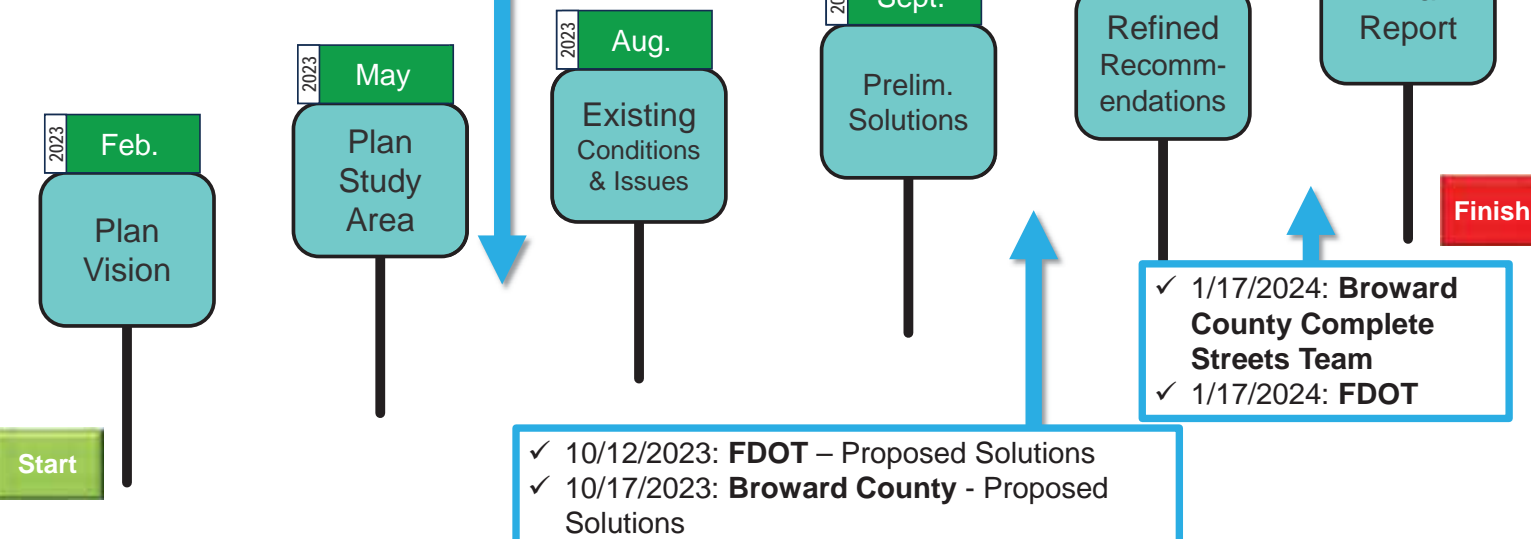 2023
Feb.
Plan
Vision
2023
May
Plan
Study
Area
2023
Aug.
Existing
Conditions
& Issues
Sept.
Prelim.
Solutions
Refined
Recomm-
endations
Report
Start
Finish
✓ 10/12/2023: FDOT – Proposed Solutions
✓ 10/17/2023: Broward County - Proposed
Solutions
✓ 1/17/2024: Broward
County Complete
Streets Team
✓ 1/17/2024: FDOT